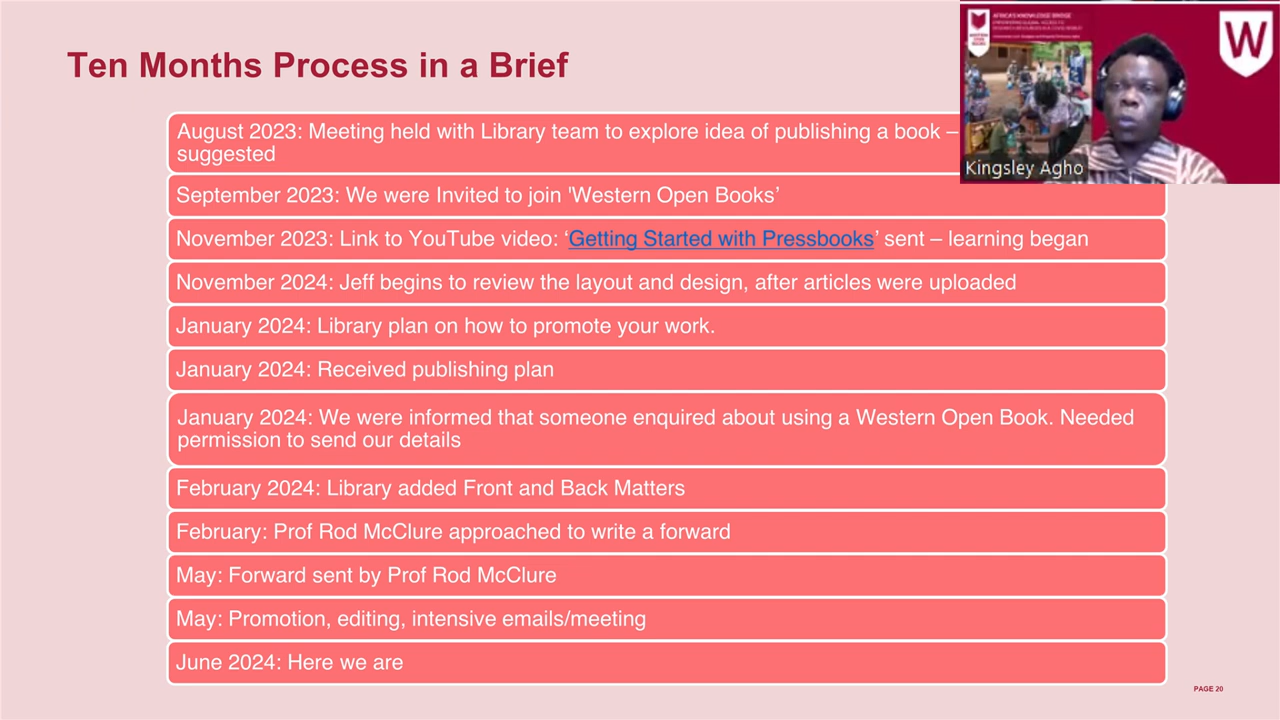 Ten Months Process in a Brief
August 2023: Meeting held with Library team to explore idea of publishing a book –
suggested
September 2023: We were Invited to join 'Western Open Books’
November 2023: Link to YouTube video: ‘Getting Started with Pressbooks’ sent – learning began
November 2024: Jeff begins to review the layout and design, after articles were uploaded
January 2024: Library plan on how to promote your work.
January 2024: Received publishing plan
January 2024: We were informed that someone enquired about using a Western Open Book. Needed
permission to send our details
February 2024: Library added Front and Back Matters
February: Prof Rod McClure approached to write a forward
May: Forward sent by Prof Rod McClure
May: Promotion, editing, intensive emails/meeting
June 2024: Here we are
PAGE 20
AFRICA'S KNOWLEDGE BRIDGE
WESTERN
OPEN
BOOKS
W
Kingsley Agho